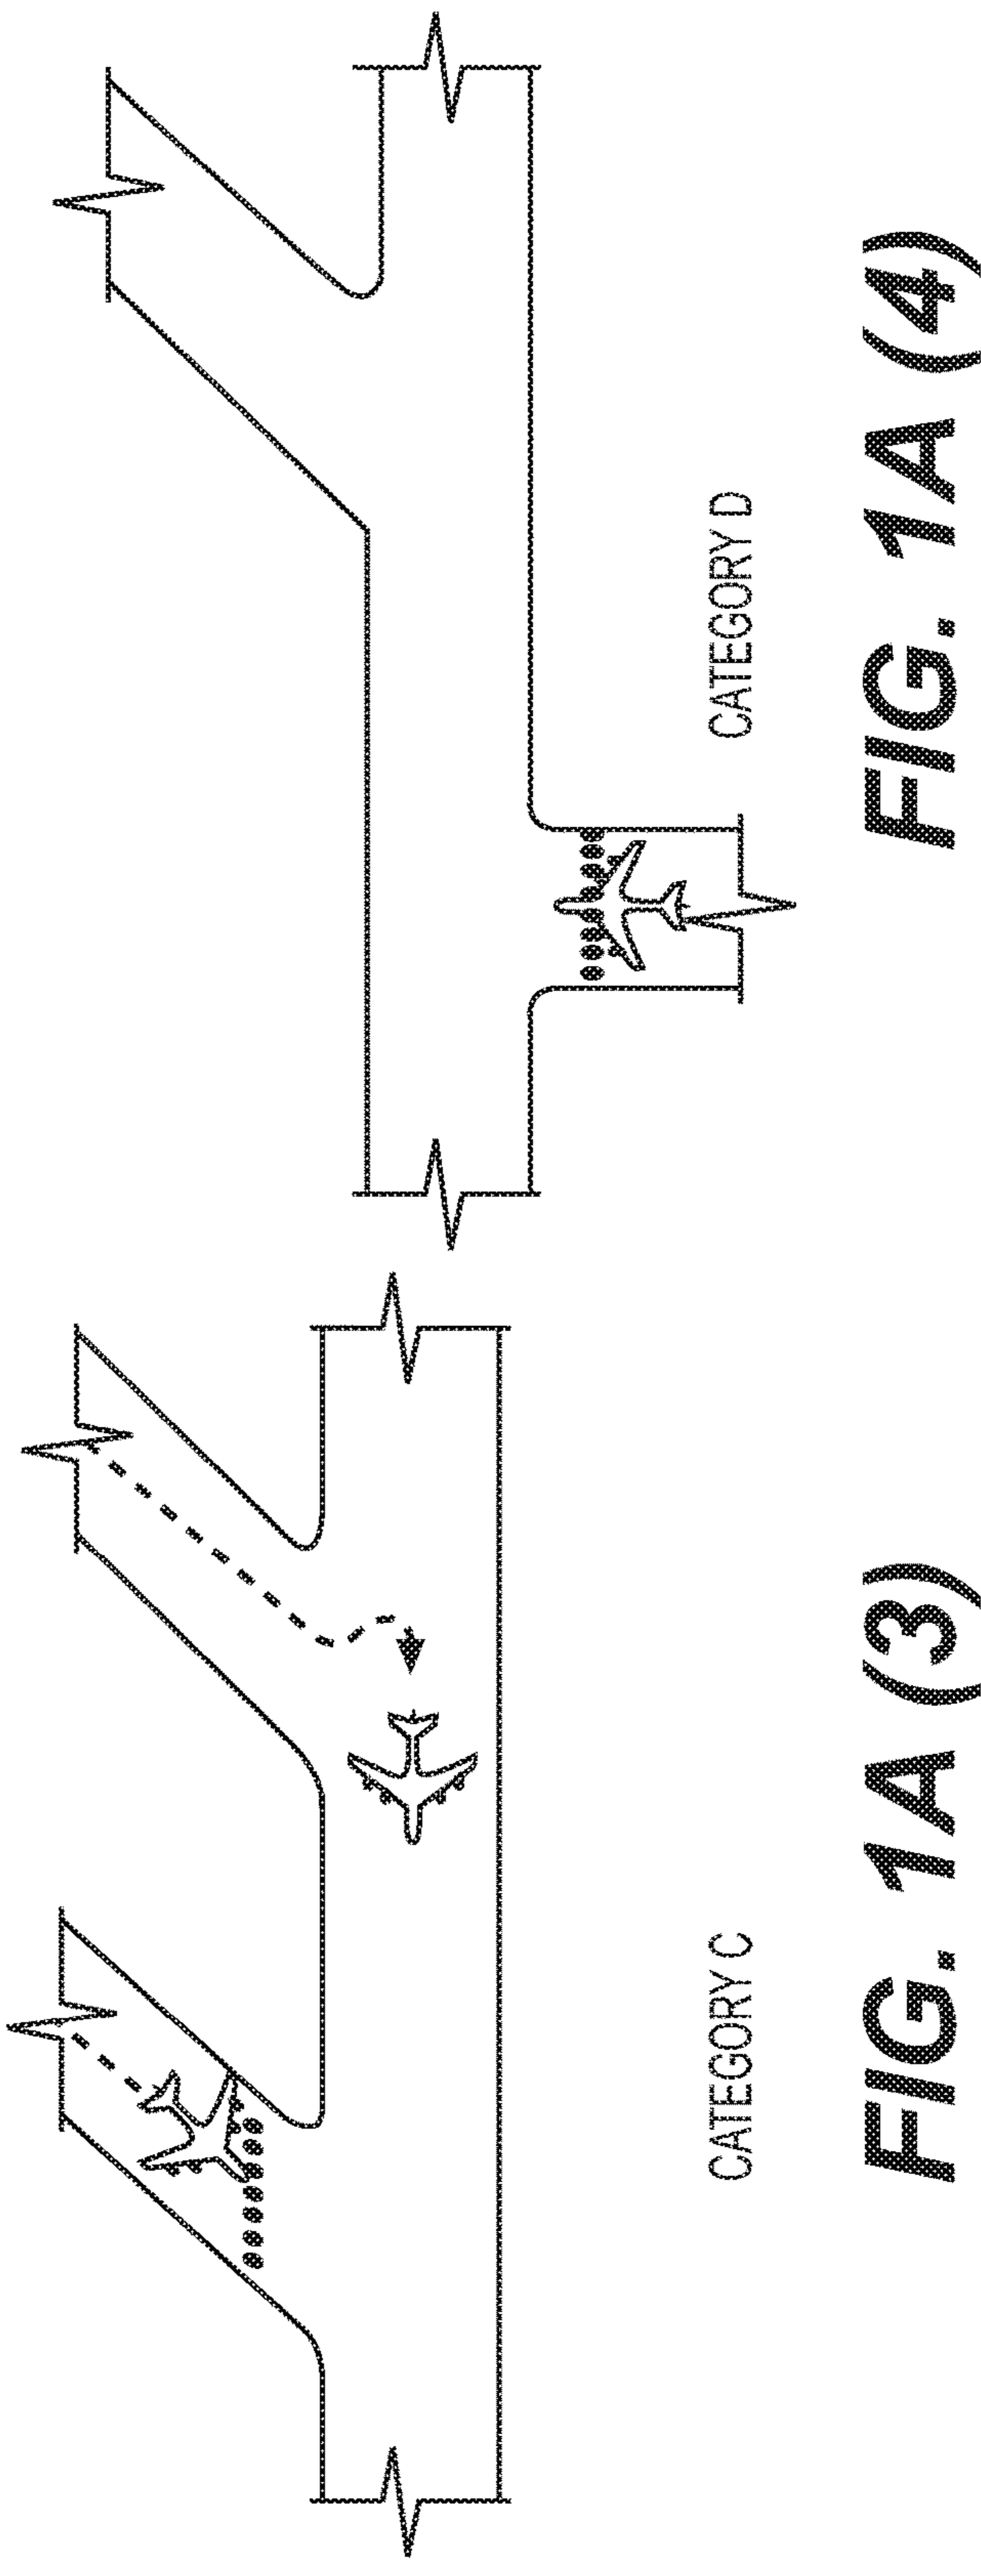 CATEGORY C
FIG. 1A (3)
CATEGORY D
FIG. 1A (4)